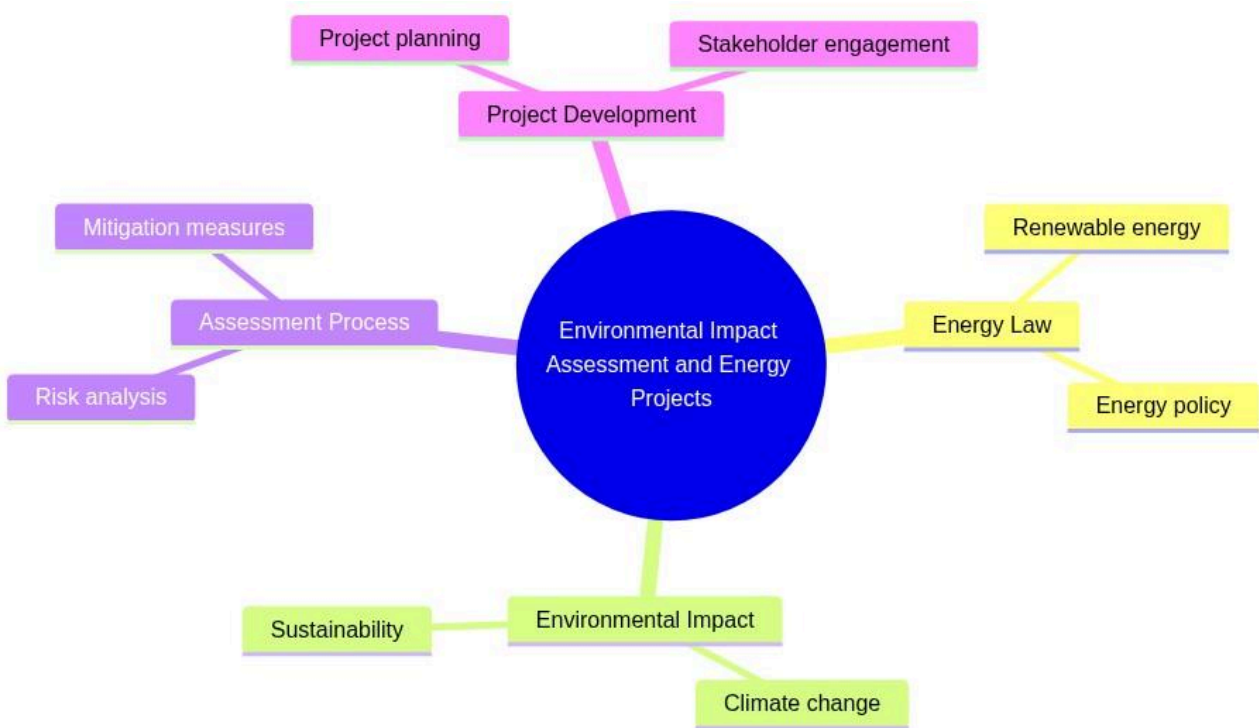 Project planning
Stakeholder engagement
Project Development
Mitigation measures
Renewable energy
Assessment Process
Energy Law
Environmental Impact
Assessment and Energy
Projects
Risk analysis
Energy policy
Sustainability
Environmental Impact
Climate change